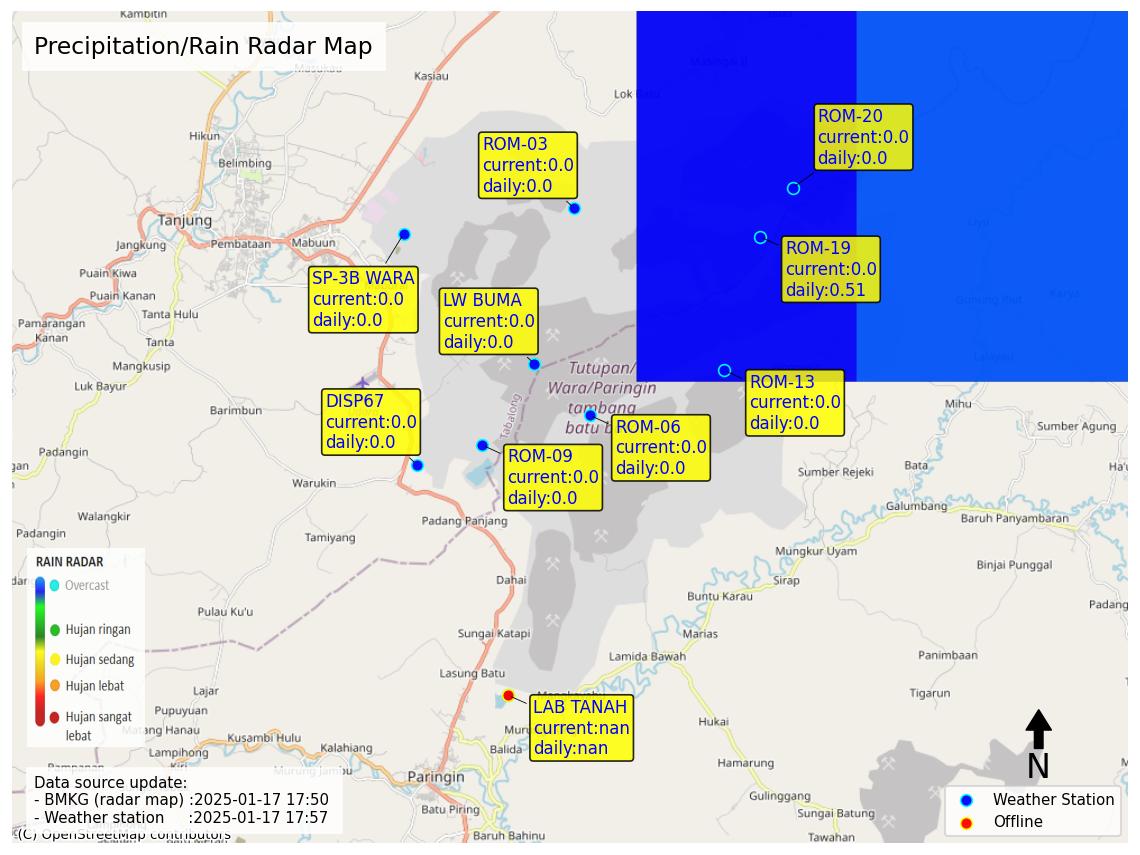 Kambitin
Precipitation/Rain Radar Map
Masukau
Kasiau
Lok Batu
Hikun
Belimbing
ROM-03
current:0.0
daily:0.0
ROM-20
current:0.0
daily:0.0
Tanjung
Jangkung
Pembataan
Mabuun
Puain Kiwa
Puain Kanan
Tanta Hulu
SP-3B WARA
current:0.0
daily:0.0
LW BUMA
current:0.0
daily:0.0
ROM-19
current:0.0
daily:0.51
Pamarangan
Kanan
Tanta
Mangkusip
Luk Bayur
Barimbun
Tutupan/
Wara/Paringin
tambang
batu
Tabalong
DISP67
current:0.0
daily:0.0
ROM-13
current:0.0
daily:0.0
ROM-06
current:0.0
daily:0.0
ROM-09
current:0.0
daily:0.0
Mihu
Sumber Agung
Padangin
Warukin
Sumber Rejeki
Bata
Galumbang
Baruh Panyambaran
Walangkir
Padangin
Padang Panjang
Tamiyang
Mungkur Uyam
Binjai Punggal
Sirap
Buntu Karau
Dahai
RAIN RADAR
Overcast
Hujan ringan
Hujan sedang
Hujan lebat
Hujan sangat
lebat
Pulau Ku'u
Sungai Katapi
Marias
Padang
Lamida Bawah
Panimbaan
Lasung Batu
Tigarun
Lajar
Pupuyuan
Matang Hanau
Kusambi Hulu
Lampihong
Kalahiang
LAB TANAH
current:nan
daily:nan
Balida
Hukai
Murung Jambu
Hamarung
Paringin
Gulinggang
Batu Piring
Sungai Batung
Baruh Bahinu
Tawahan
N
Data source update:
- BMKG (radar map) :2025-01-17 17:50
- Weather station :2025-01-17 17:57
(C) OpenStreetMap contributors
Weather Station
Offline